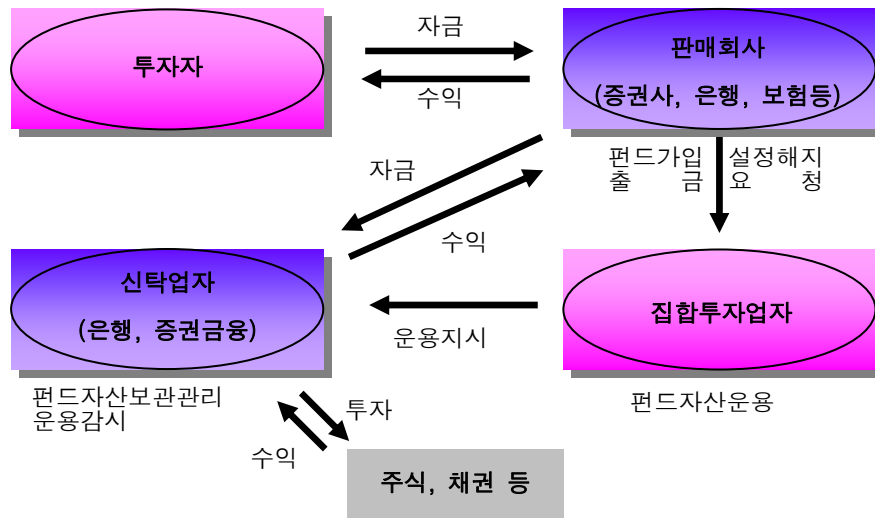 투자자
자금
수익
판매회사
(증권사, 은행, 보험등)
자금
수익
펀드가입
출 금
설정해지
요 청
신탁업자
(은행, 증권금융)
운용지시
집합투자업자
펀드자산보관관리
운용감시
펀드자산운용
투자
수익
주식, 채권 등